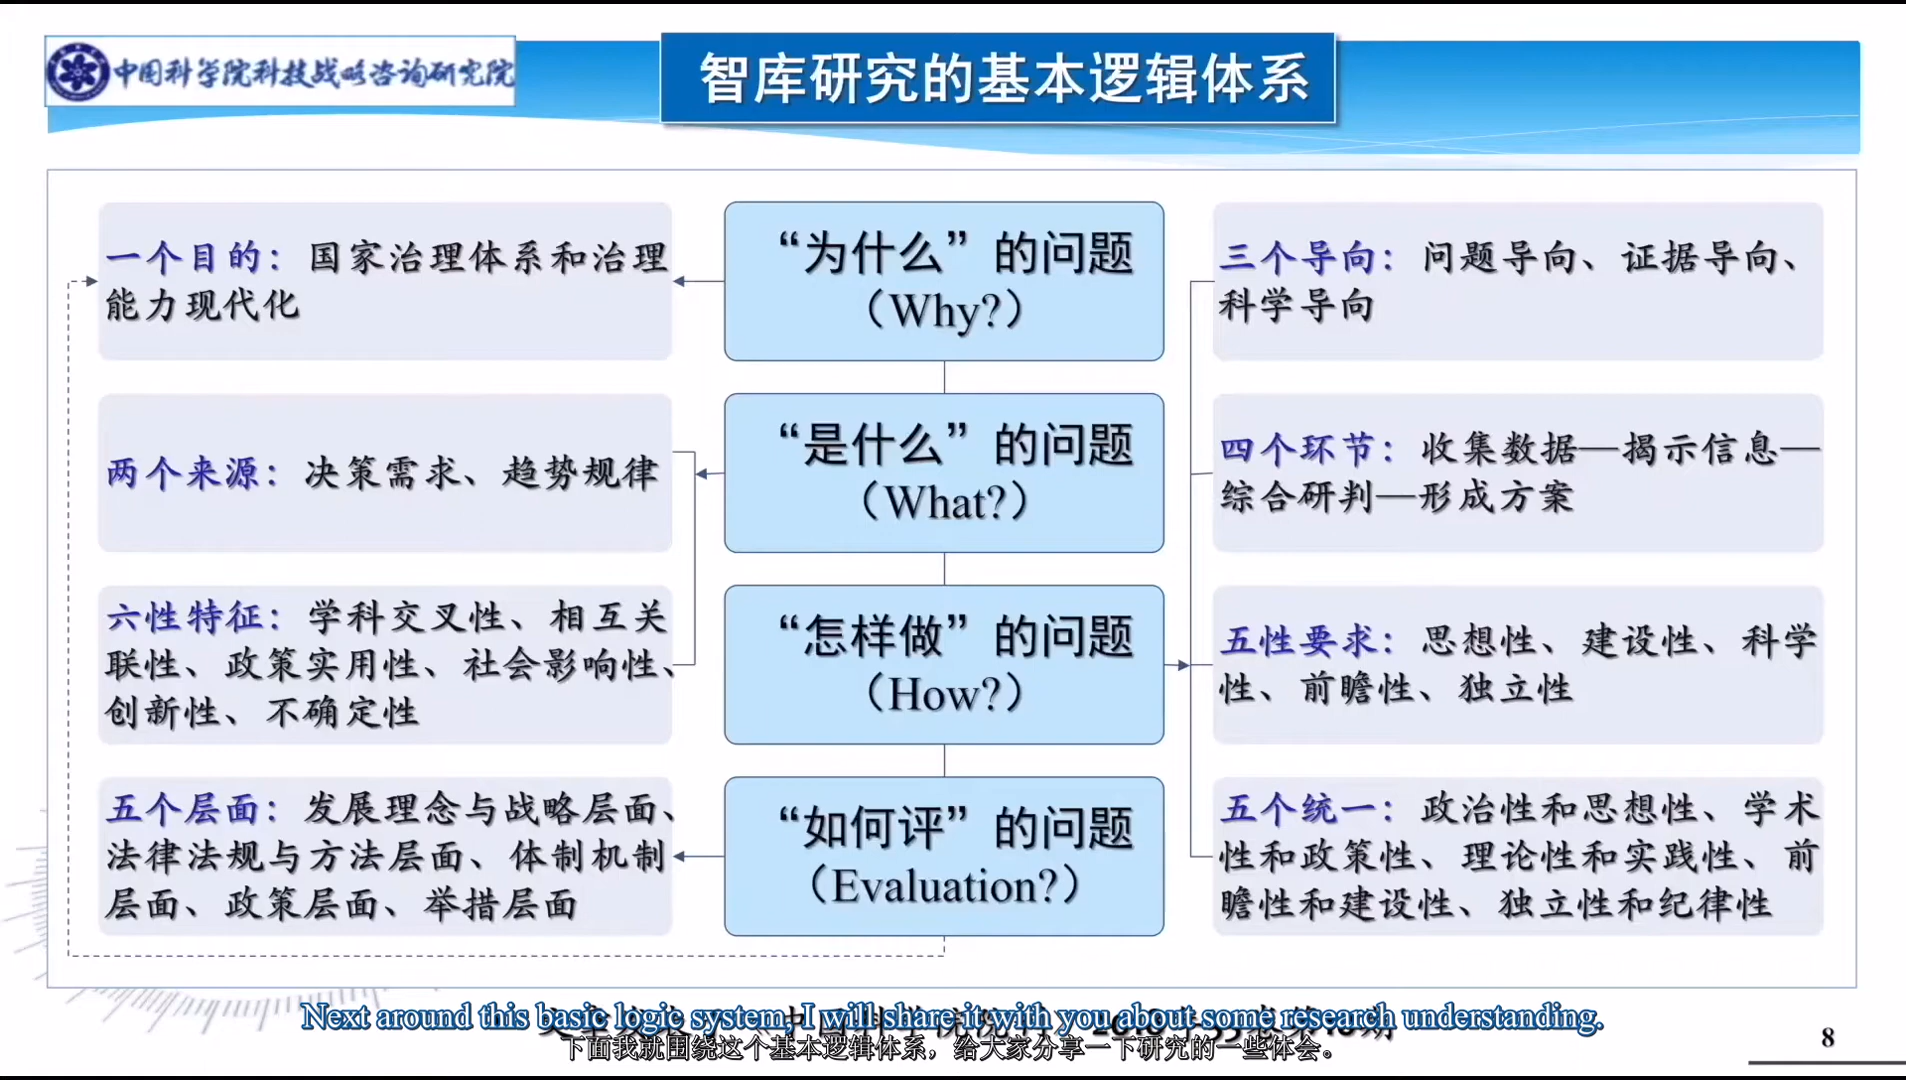 中国科学院科技战略咨询研究院
智库研究的基本逻辑体系
一个目的：国家治理体系和治理
能力现代化
“为什么”的问题
（Why?）
三个导向：问题导向、证据导向、
科学导向
两个来源：决策需求、趋势规律
“是什么”的问题
（What?）
四个环节：收集数据—揭示信息—
综合研判—形成方案
六性特征：学科交叉性、相互关
联性、政策实用性、社会影响性、
创新性、不确定性
“怎样做”的问题
（How?）
五性要求：思想性、建设性、科学
性、前瞻性、独立性
五个层面：发展理念与战略层面、
法律法规与方法层面、体制机制
层面、政策层面、举措层面
“如何评”的问题
（Evaluation?）
五个统一：政治性和思想性、学术
性和政策性、理论性和实践性、前
瞻性和建设性、独立性和纪律性
Next around this basic logic system, I will share it with you about some research understanding.
下面我就围绕这个基本逻辑体系，给大家分享一下研究的一些体会。
8